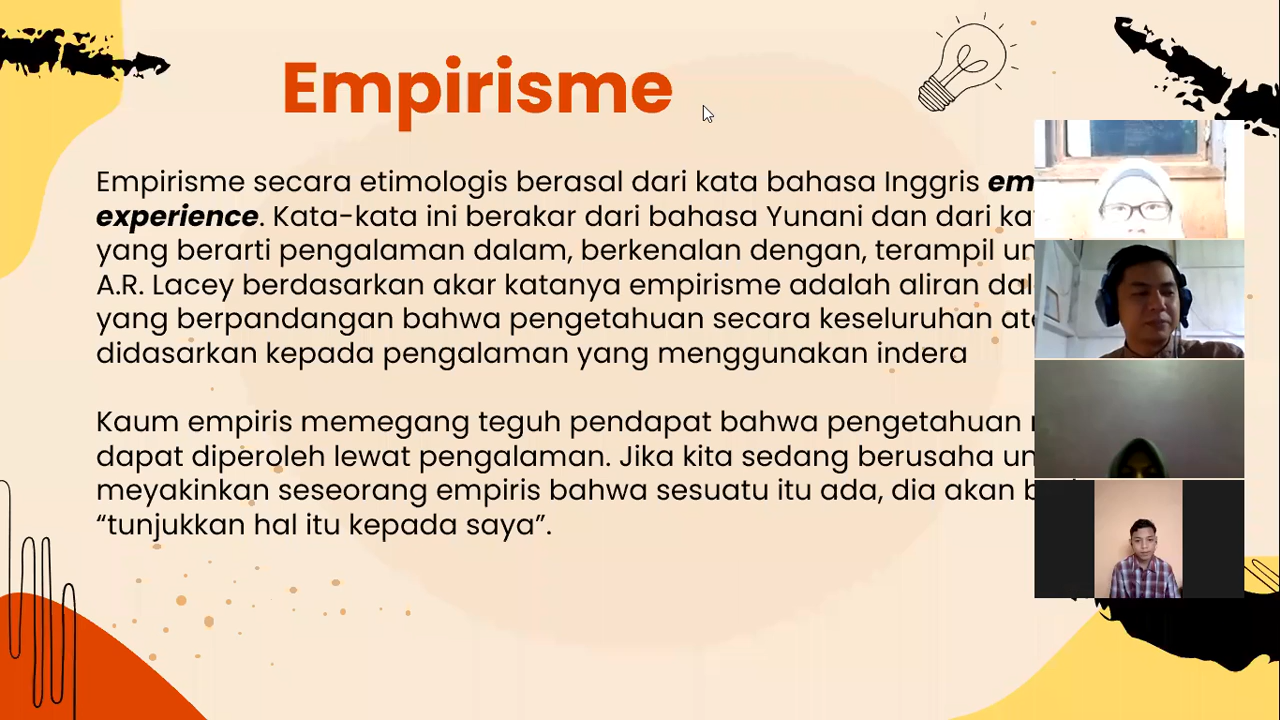 Empirisme
Empirisme secara etimologis berasal dari kata bahasa Inggris
experience. Kata-kata ini berakar dari bahasa Yunani dan dari
yang berarti pengalaman dalam, berkenalan dengan, terampil
A.R. Lacey berdasarkan akar katanya empirisme adalah aliran
yang berpandangan bahwa pengetahuan secara keseluruhan
didasarkan kepada pengalaman yang menggunakan indera
Kaum empiris memegang teguh pendapat bahwa pengetahuan
dapat diperoleh lewat pengalaman. Jika kita sedang berusaha
meyakinkan seseorang empiris bahwa sesuatu itu ada, dia akan
“tunjukkan hal itu kepada saya”.